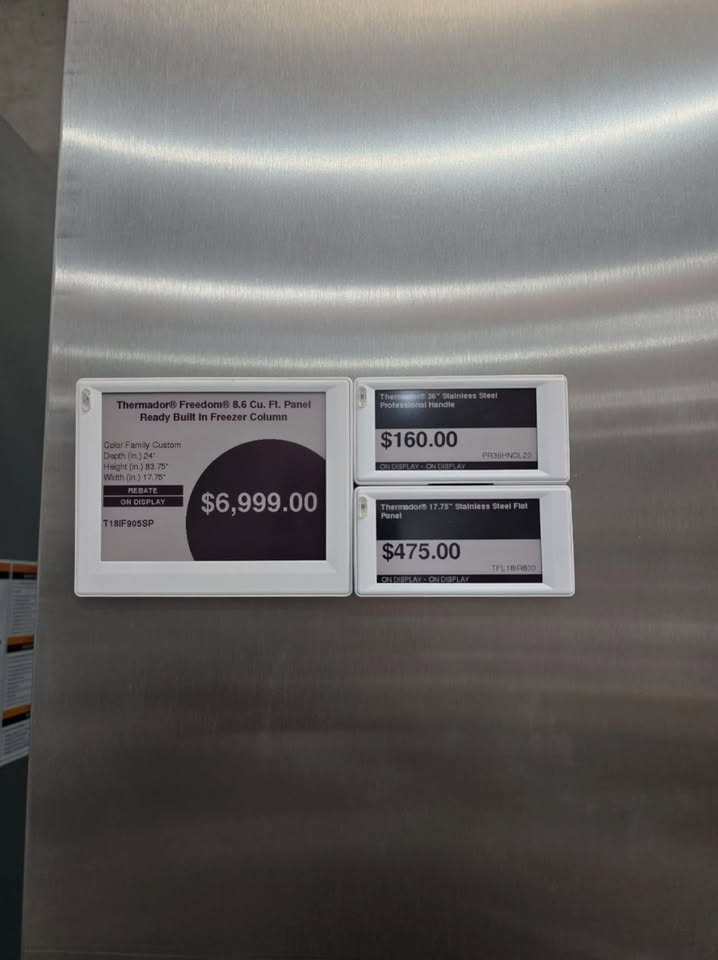 Thermador® Freedom® 8.6 Cu. Ft. Panel
Ready Built In Freezer Column
Color Family Custom
Depth (in.) 24"
Height (in.) 83.75"
Width (in.) 17.75"
REBATE
ON DISPLAY
T18IF905SP
$6,999.00
Thermador® 36" Stainless Steel
Professional Handle
$160.00
PR36HNDL20
ON DISPLAY - ON DISPLAY
Thermador® 17.75" Stainless Steel Flat
Panel
$475.00
TFL18IR800
ON DISPLAY - ON DISPLAY